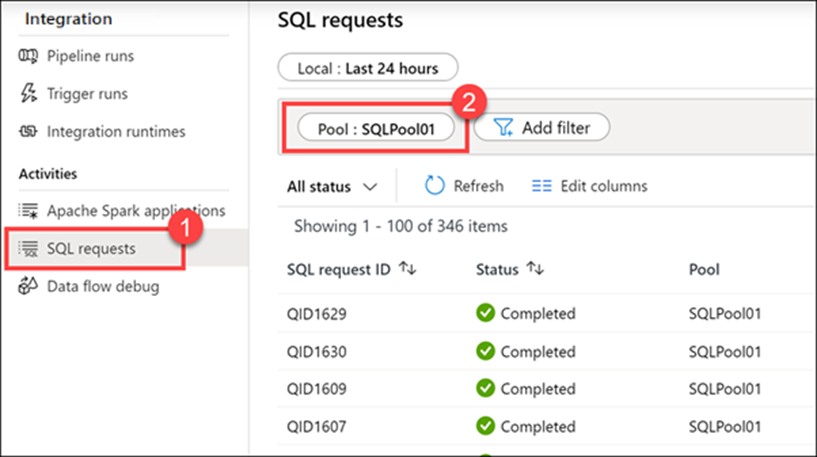 Integration
Pipeline runs
Trigger runs
Integration runtimes
Activities
Apache Spark applications
1
SQL requests
Data flow debug
SQL requests
Local : Last 24 hours
2
Pool : SQLPool01
Add filter
All status
Refresh
Edit columns
Showing 1 - 100 of 346 items
SQL request ID Status Pool
QID1629 Completed SQLPool01
QID1630 Completed SQLPool01
QID1609 Completed SQLPool01
QID1607 Completed SQLPool01